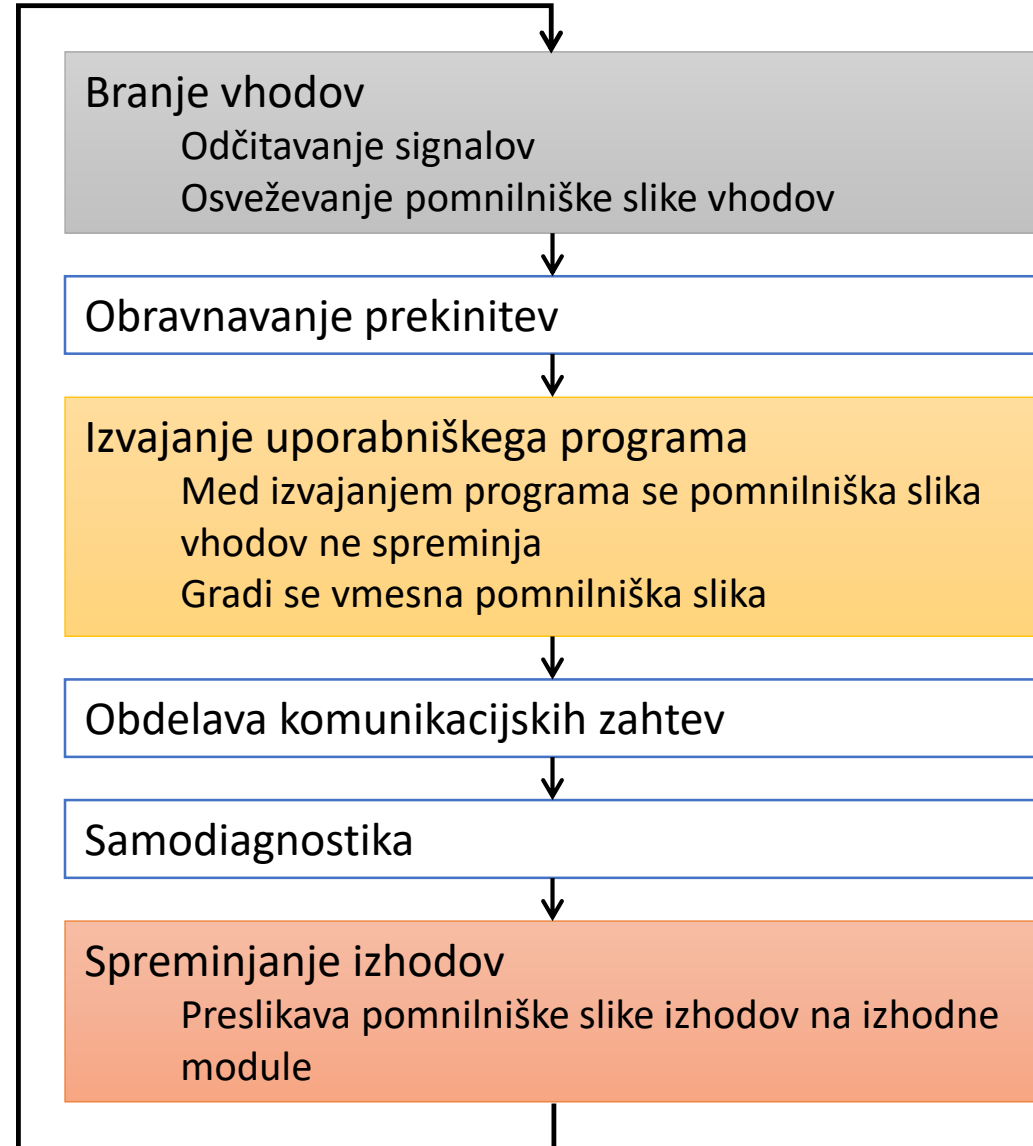 Branje vhodov
Odčitavanje signalov
Osveževanje pomnilniške slike vhodov
Obravnavanje prekinitev
Izvajanje uporabniškega programa
Med izvajanjem programa se pomnilniška slika
vhodov ne spreminja
Gradi se vmesna pomnilniška slika
Obdelava komunikacijskih zahtev
Samodiagnostika
Spreminjanje izhodov
Preslikava pomnilniške slike izhodov na izhodne
module